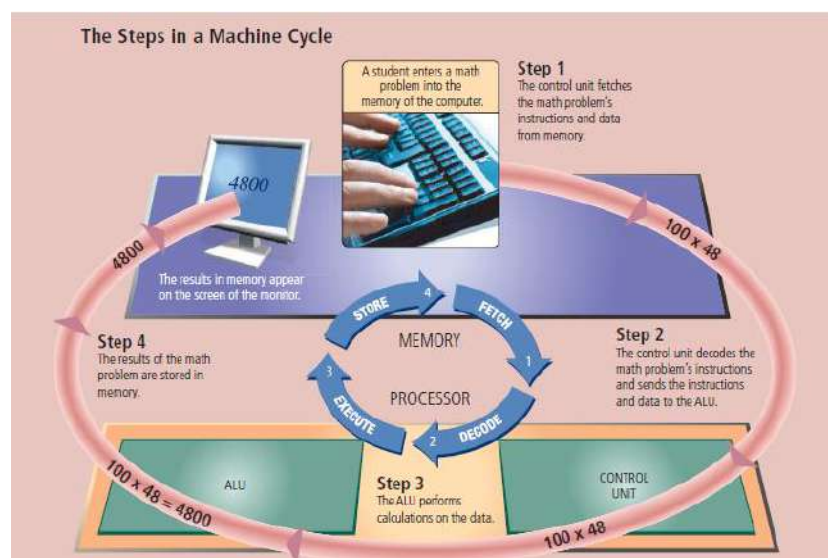 The Steps in a Machine Cycle
A student enters a math
problem into the
memory of the computer.
Step 1
The control unit fetches
the math problem's
instructions and data
from memory.
4800
100 x 48
4800
The results in memory appear
on the screen of the monitor.
STORE
4
FETCH
1
MEMORY
Step 4
The results of the math
problem are stored in
memory.
Step 2
The control unit decodes the
math problem's instructions
and sends the instructions
and data to the ALU.
3
EXECUTE
PROCESSOR
2
DECODE
ALU
Step 3
The ALU performs
calculations on the data.
CONTROL
UNIT
100 x 48 = 4800
100 x 48